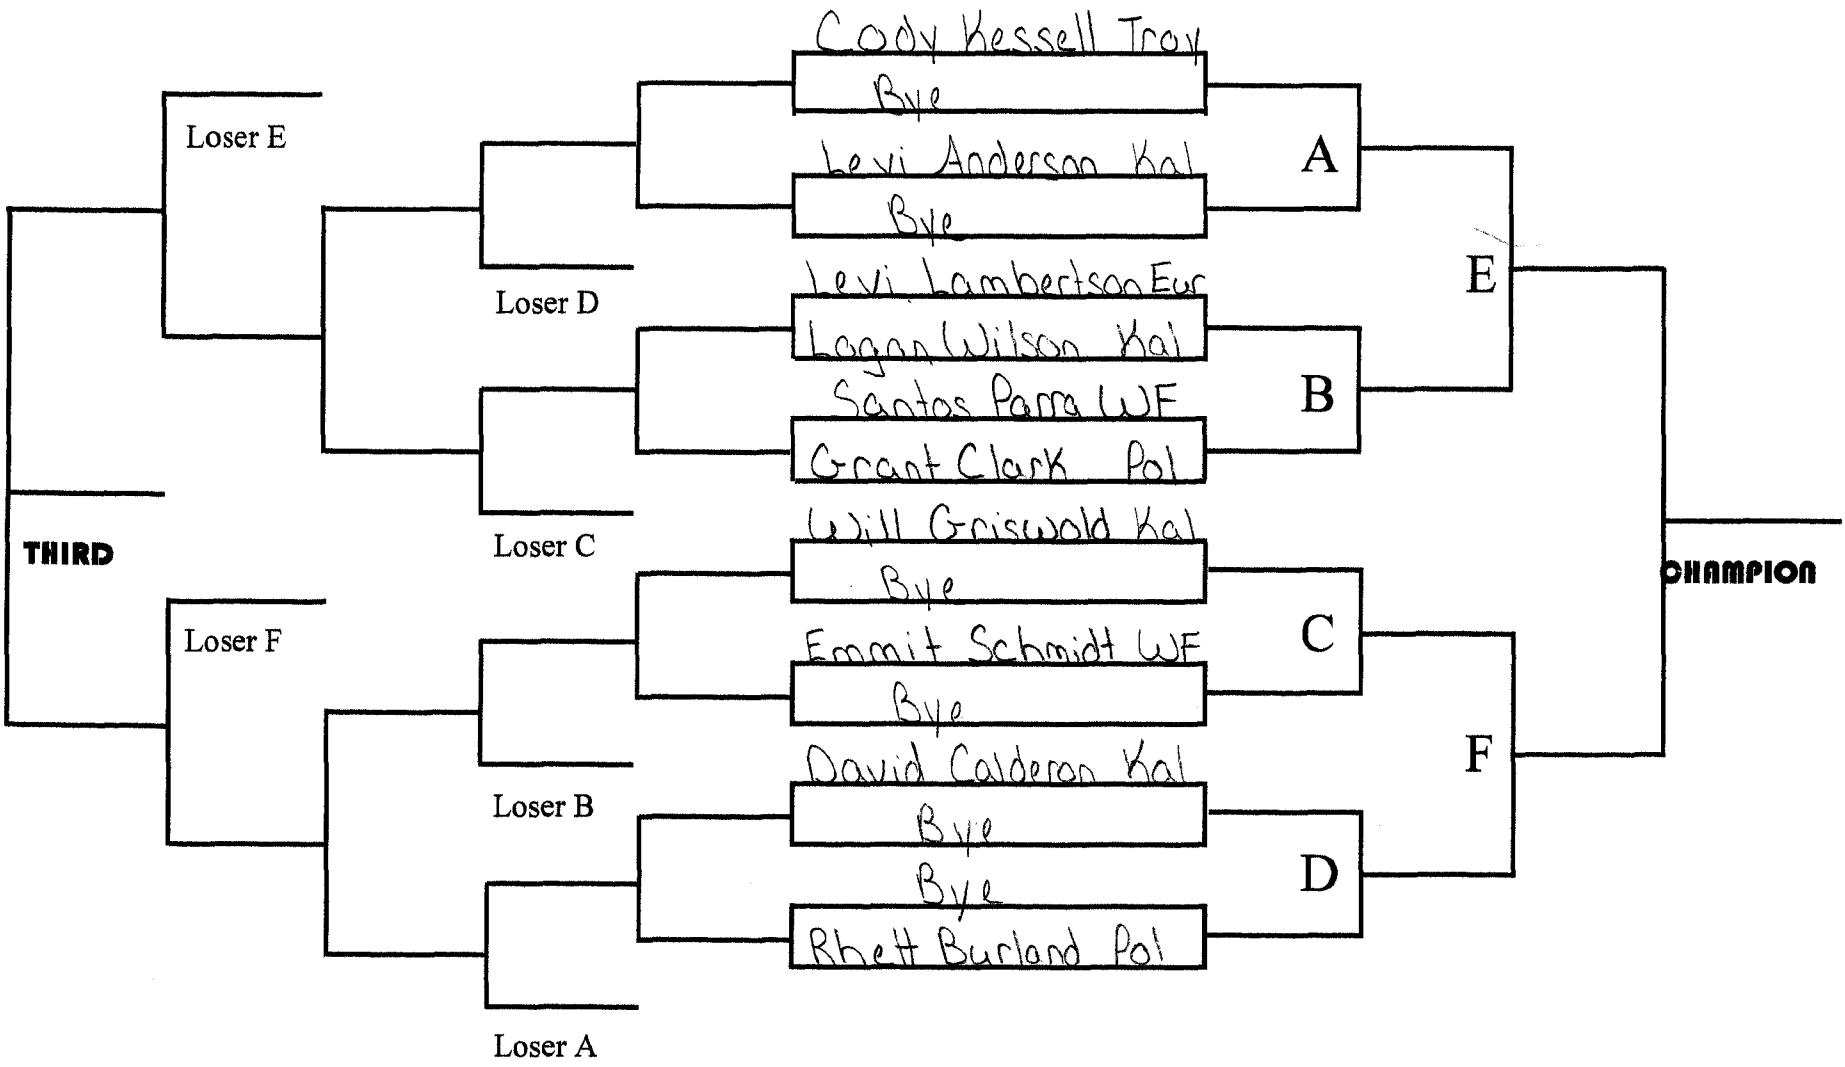 Cody Kessell Troy
Bye
Loser E
Levi Anderson Kal
A
Bye
Levi Lambertson Eur
E
Loser D
Logan Wilson Kal
Santos Parra WF
B
Grant Clark Pol
Will Griswold Kal
Loser C
THIRD
Bye
CHAMPION
Emmit Schmidt WF
C
Loser F
Bye
David Calderon Kal
F
Loser B
Bye
Bye
D
Rhett Burland Pol
Loser A